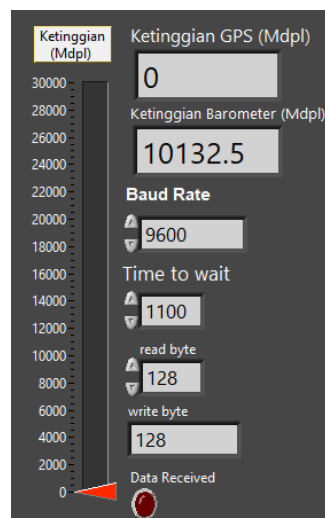 Ketinggian
(Mdpl)
30000
28000
26000
24000
22000
20000
18000
16000
14000
12000
10000
8000
6000
4000
2000
0
Ketinggian GPS (Mdpl)
0
Ketinggian Barometer (Mdpl)
10132.5
Baud Rate
9600
Time to wait
1100
read byte
128
write byte
128
Data Received